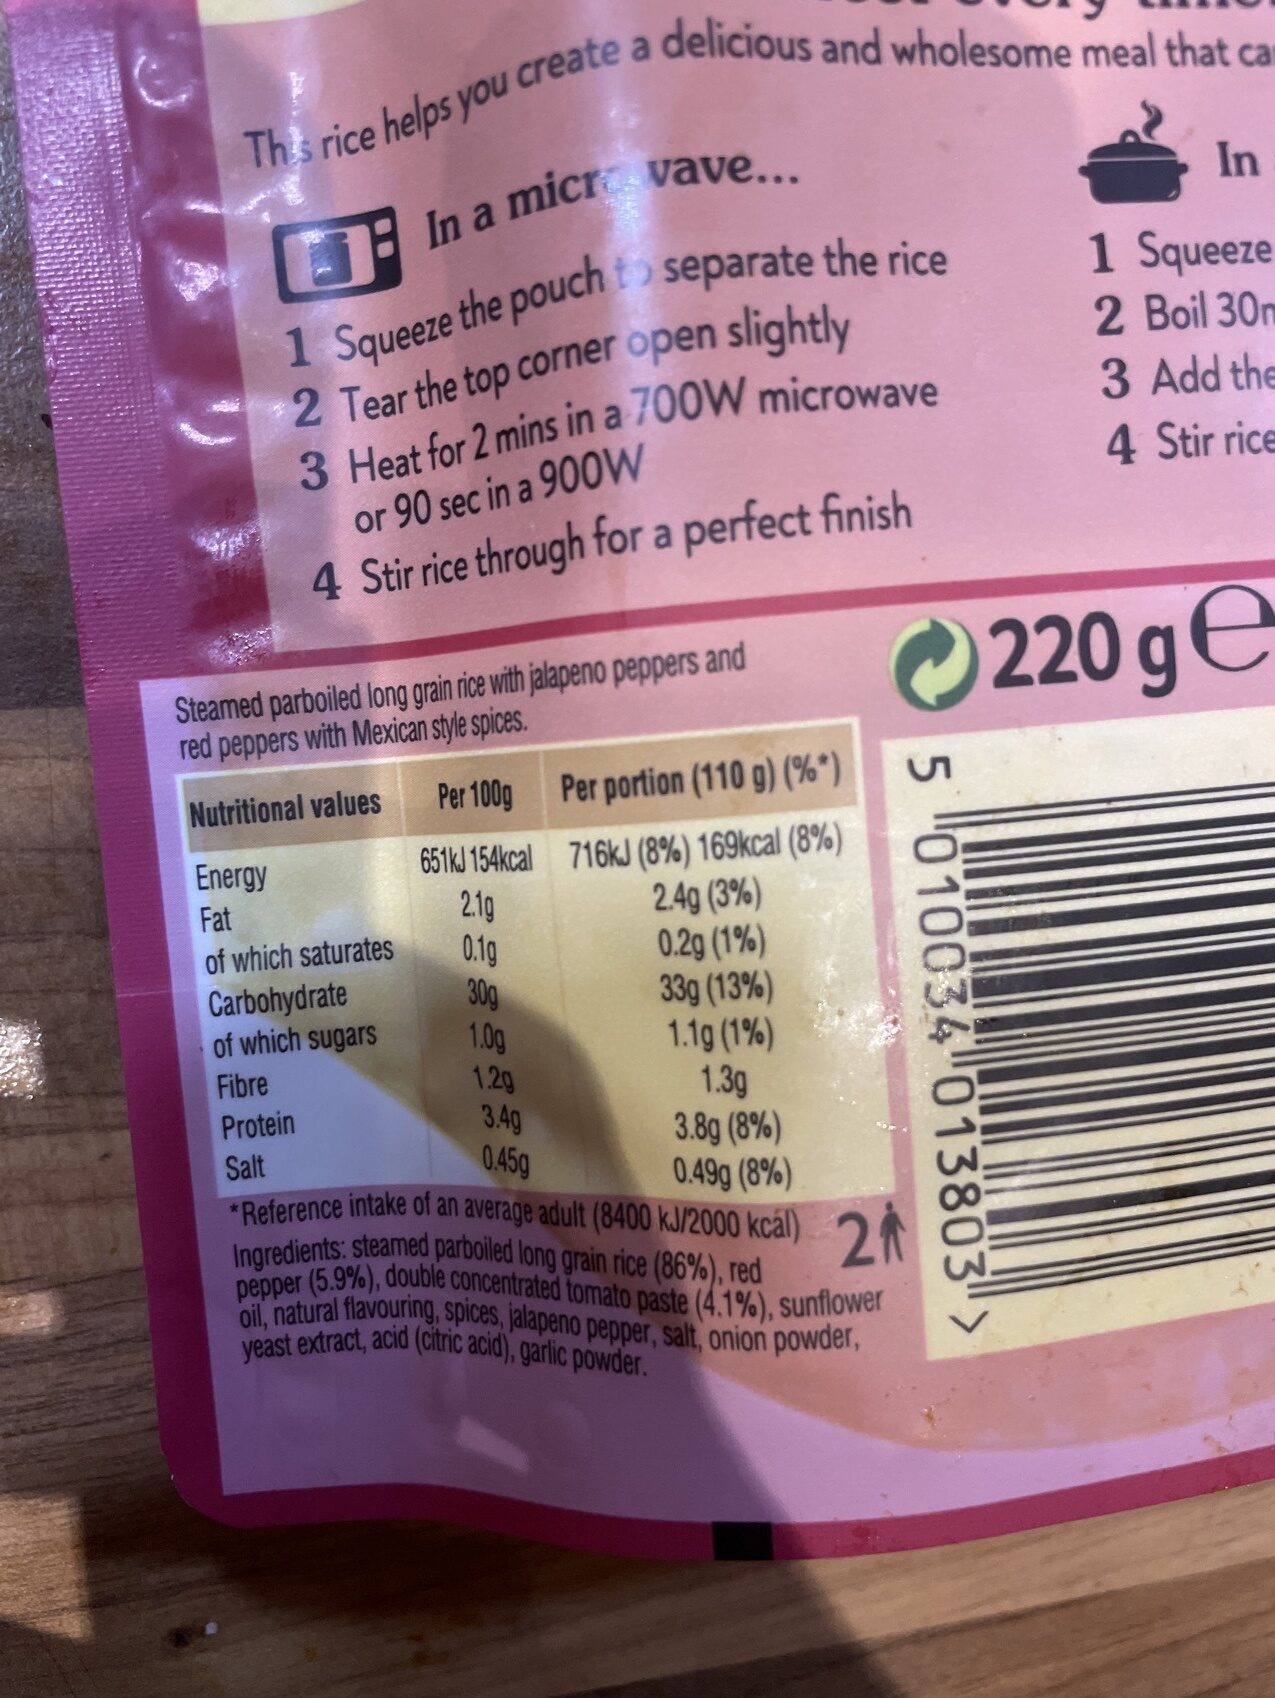 This rice helps you create a delicious and wholesome meal that
In a microwave...
1 Squeeze the pouch to separate the rice
2 Tear the top corner open slightly
3 Heat for 2 mins in a 700W microwave
or 90 sec in a 900W
4 Stir rice through for a perfect finish
In
1 Squeeze
2 Boil
3 Add the
4 Stir rice
220 g e
Steamed parboiled long grain rice with jalapeno peppers and
red peppers with Mexican style spices.
Nutritional values Per 100g Per portion (110 g) (%*)
Energy 651kJ 154kcal 716kJ (8%) 169kcal (8%)
Fat 2.1g 2.4g (3%)
of which saturates 0.1g 0.2g (1%)
Carbohydrate 30g 33g (13%)
of which sugars 1.0g 1.1g (1%)
Fibre 1.2g 1.3g
Protein 3.4g 3.8g (8%)
Salt 0.45g 0.49g (8%)
*Reference intake of an average adult (8400 kJ/2000 kcal)
2
Ingredients: steamed parboiled long grain rice (86%), red
pepper (5.9%), double concentrated tomato paste (4.1%), sunflower
oil, natural flavouring, spices, jalapeno pepper, salt, onion powder,
yeast extract, acid (citric acid), garlic powder.
5 010034 013803 >